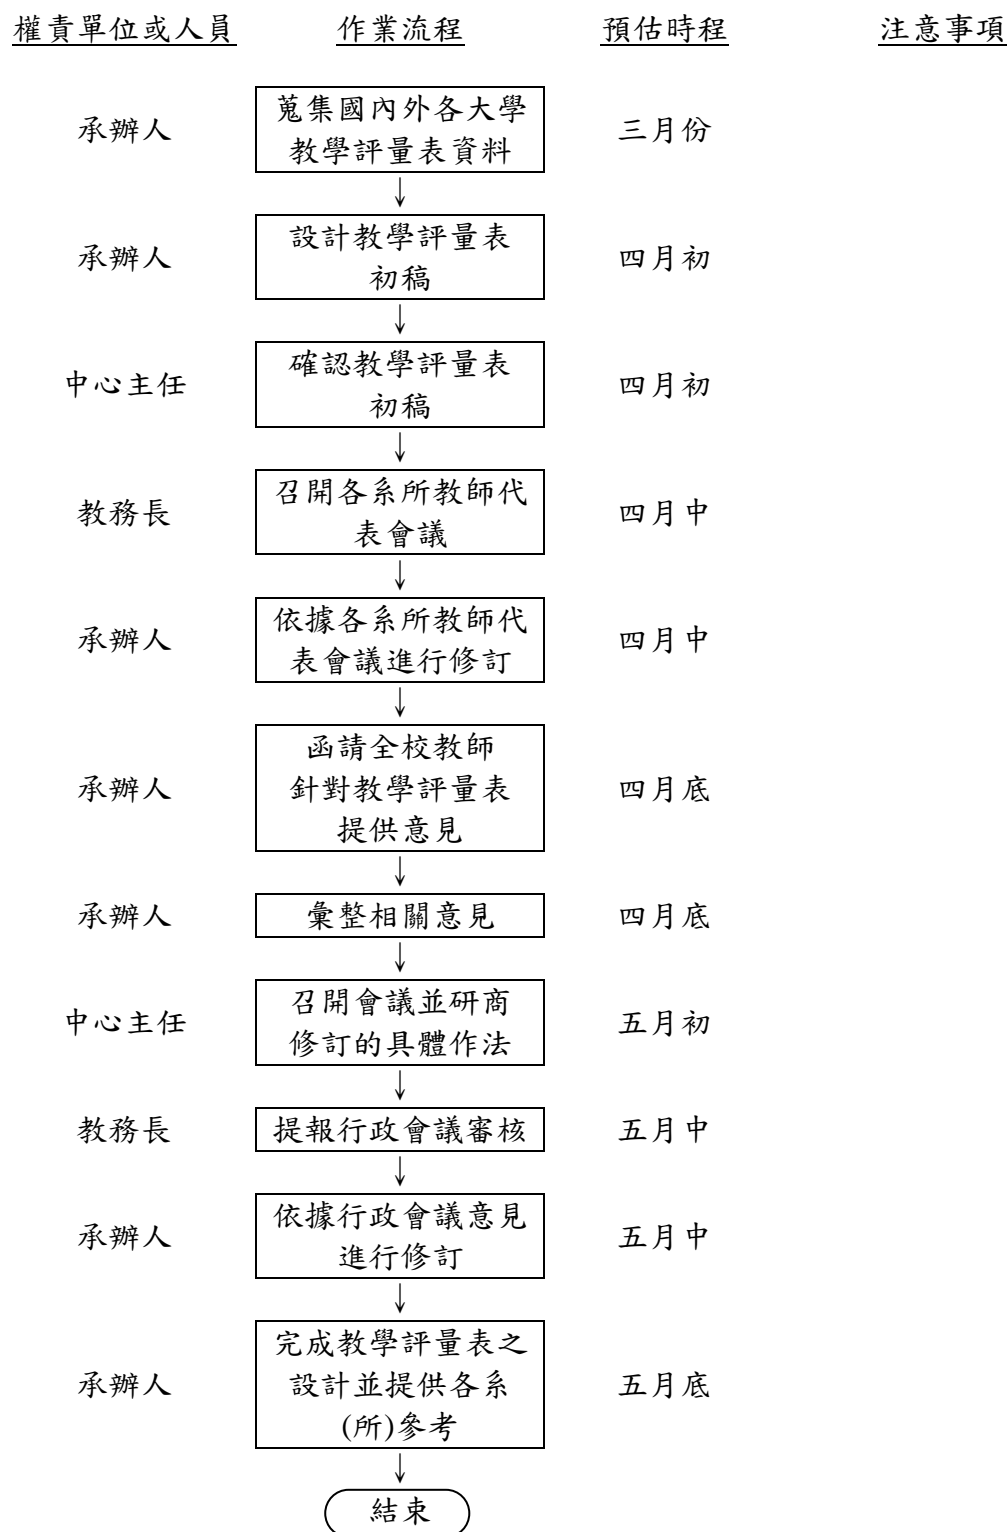 權責單位或人員 作業流程 預估時程 注意事項
承辦人 蒐集國內外各大學 三月份
教學評量表資料
承辦人 設計教學評量表 四月初
初稿
中心主任 確認教學評量表 四月初
初稿
教務長 召開各系所教師代 四月中
表會議
承辦人 依據各系所教師代 四月中
表會議進行修訂
函請全校教師
承辦人 針對教學評量表 四月底
提供意見
承辦人 彙整相關意見 四月底
中心主任 召開會議並研商 五月初
修訂的具體作法
教務長 提報行政會議審核 五月中
承辦人 依據行政會議意見 五月中
進行修訂
完成教學評量表之
承辦人 設計並提供各系 五月底
(所)參考
結束